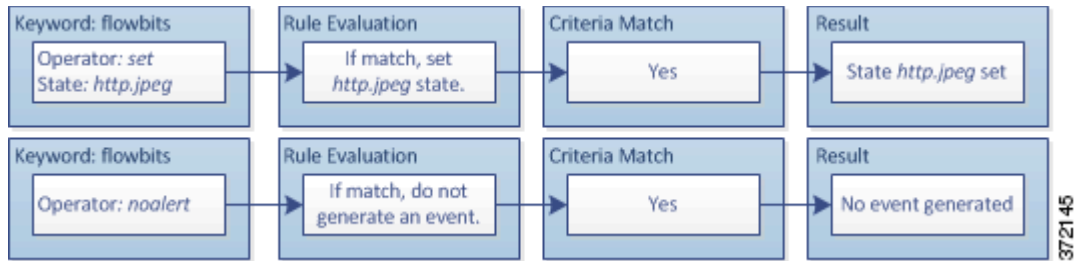 Keyword: flowbits
Operator: set
State: http.jpeg
Rule Evaluation
If match, set
http.jpeg state.
Criteria Match
Yes
Result
State http.jpeg set
Keyword: flowbits
Operator: noalert
Rule Evaluation
If match, do not
generate an event.
Criteria Match
Yes
Result
No event generated
372145